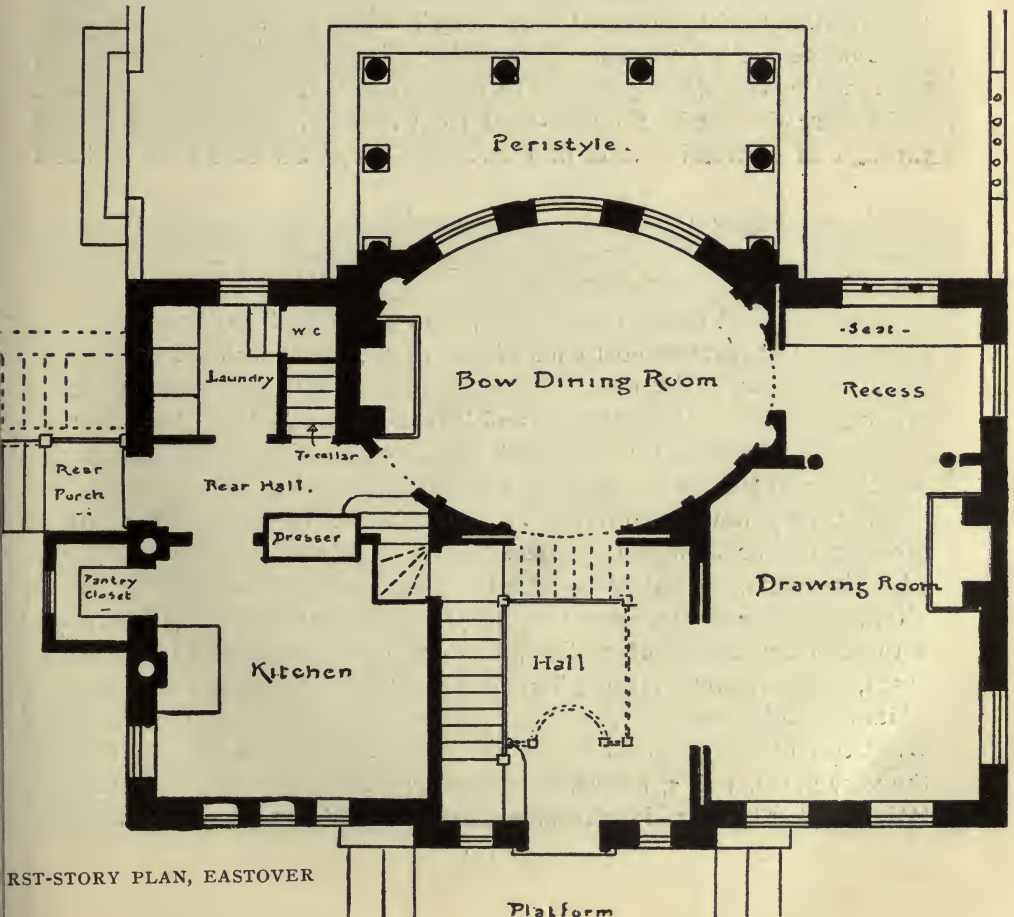 Peristyle.
W C
-Seat-
Laundry
Bow Dining Room
Recess
To cellar
Rear
Porch
Rear Hall.
Dresser
Pantry
Closet
Drawing Room
Hall
Kitchen
RST-STORY PLAN, EASTOVER
Platform